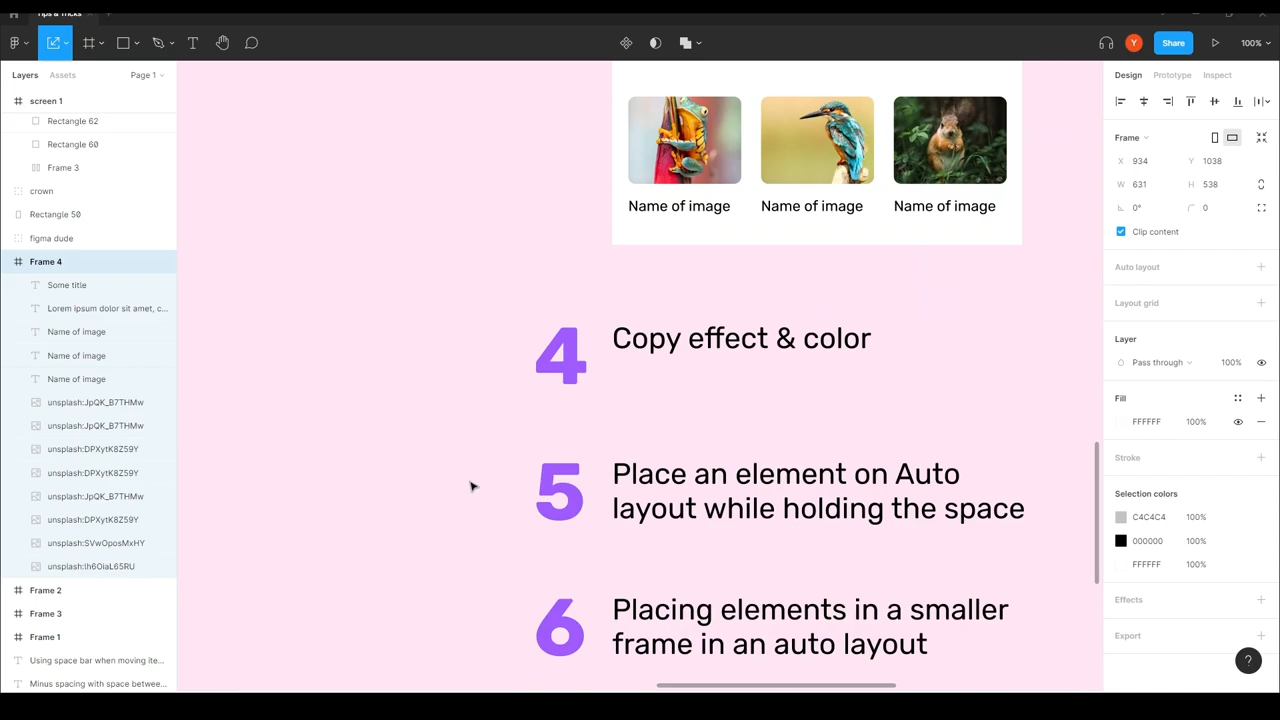 Tips & Tricks
Share
100%
Layers
Assets
Page 1
screen 1
Rectangle 62
Rectangle 60
Frame 3
crown
Rectangle 50
figma dude
Frame 4
Some title
Lorem ipsum dolor sit amet, c...
Name of image
Name of image
Name of image
unsplash:JpQK_B7THMw
unsplash:JpQK_B7THMw
unsplash:DPXytK8Z59Y
unsplash:DPXytK8Z59Y
unsplash:JpQK_B7THMw
unsplash:DPXytK8Z59Y
unsplash:SVwOposMxHY
unsplash:Ih6OiaL65RU
Frame 2
Frame 3
Frame 1
Using space bar when moving ite...
Minus spacing with space betwee...
Name of image Name of image Name of image
4 Copy effect & color
5 Place an element on Auto
layout while holding the space
6 Placing elements in a smaller
frame in an auto layout
Y
Design Prototype Inspect
Frame
X 934 Y 1038
W 631 H 538
0° 0
Clip content
Auto layout
Layout grid
Layer
Pass through 100%
Fill
FFFFFF 100%
Stroke
Selection colors
C4C4C4 100%
000000 100%
FFFFFF 100%
Effects
Export
?